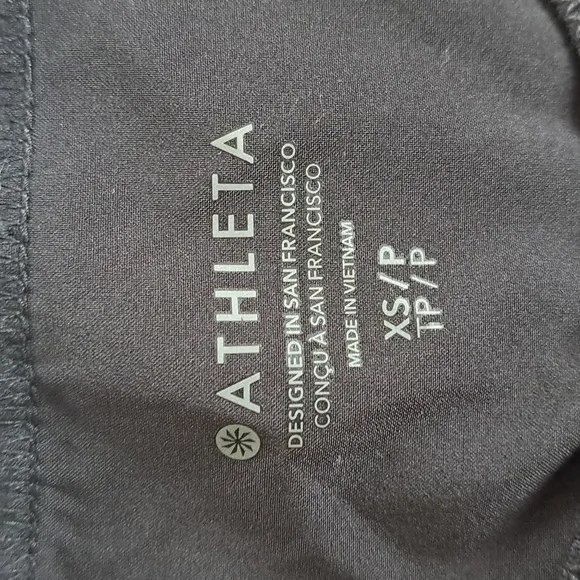 ATHLETA
DESIGNED IN SAN FRANCISCO
CONÇU À SAN FRANCISCO
MADE IN VIETNAM
XS / P
TP / P